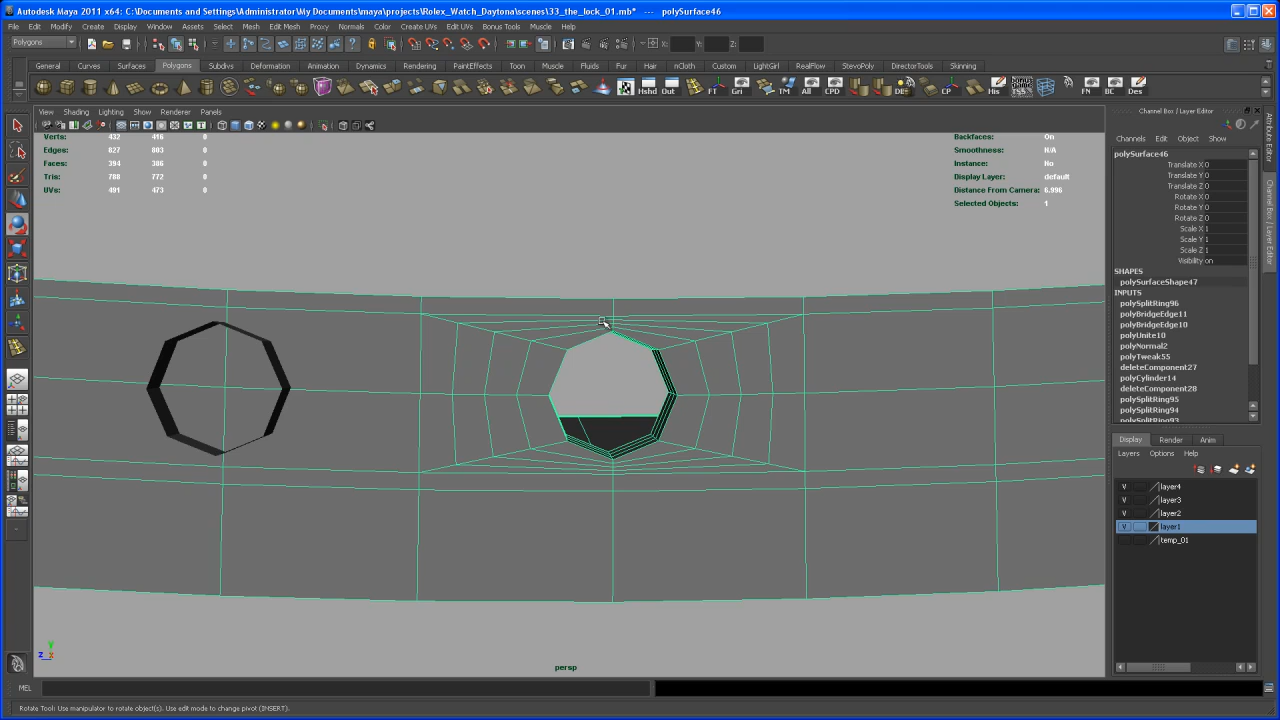 Autodesk Maya 2011 x64: C:\Documents and Settings\Administrator\My Documents\maya\projects\Rolex_Watch_Daytona\scenes\33_the_lock_01.mb* --- polySurface46
File Edit Modify Create Display Window Assets Select Mesh Edit Mesh Proxy Normals Color Create UVs Edit UVs Bonus Tools Muscle Help
Polygons X: Y: Z:
General Curves Surfaces Polygons Subdivs Deformation Animation Dynamics Rendering PaintEffects Toon Muscle Fluids Fur Hair nCloth Custom LightGirl RealFlow StevoPoly DirectorTools Skinning
Hshd Out FT Gri TM All CPD CP His TSS FN BC Des
View Shading Lighting Show Renderer Panels
Channel Box / Layer Editor
Channels Edit Object Show
Verts: 432 416 0
Edges: 827 803 0
Faces: 394 386 0
Tris: 788 772 0
UVs: 491 473 0
Backfaces: On
Smoothness: N/A
Instance: No
Display Layer: default
Distance From Camera: 6.996
Selected Objects: 1
polySurface46
Translate X 0
Translate Y 0
Translate Z 0
Rotate X 0
Rotate Y 0
Rotate Z 0
Scale X 1
Scale Y 1
Scale Z 1
Visibility on
SHAPES
polySurfaceShape47
INPUTS
polySplitRing96
polyBridgeEdge11
polyBridgeEdge10
polyUnite10
polyNormal2
polyTweak55
deleteComponent27
polyCylinder14
deleteComponent28
polySplitRing95
polySplitRing94
polySplitRing93
Attribute Editor
Channel Box / Layer Editor
Display Render Anim
Layers Options Help
V layer4
V layer3
V layer2
V layer1
temp_01
y
z x
persp
MEL
Rotate Tool: Use manipulator to rotate object(s). Use edit mode to change pivot (INSERT).